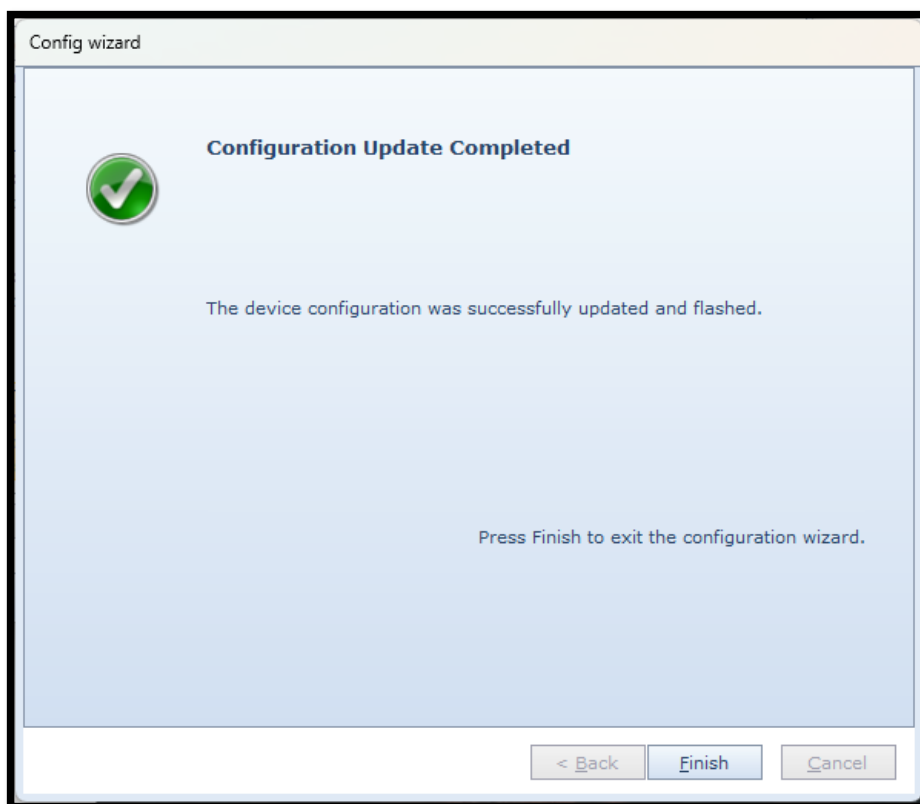 Config wizard
Configuration Update Completed
The device configuration was successfully updated and flashed.
Press Finish to exit the configuration wizard.
< Back
Finish
Cancel